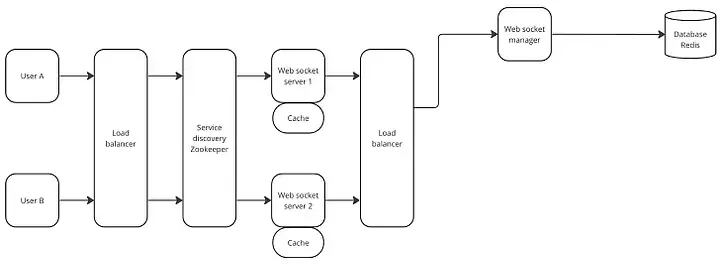 Web socket
manager
Database
Redis
User A
Web socket
server 1
Cache
Load
balancer
Service
discovery
Zookeeper
Load
balancer
User B
Web socket
server 2
Cache